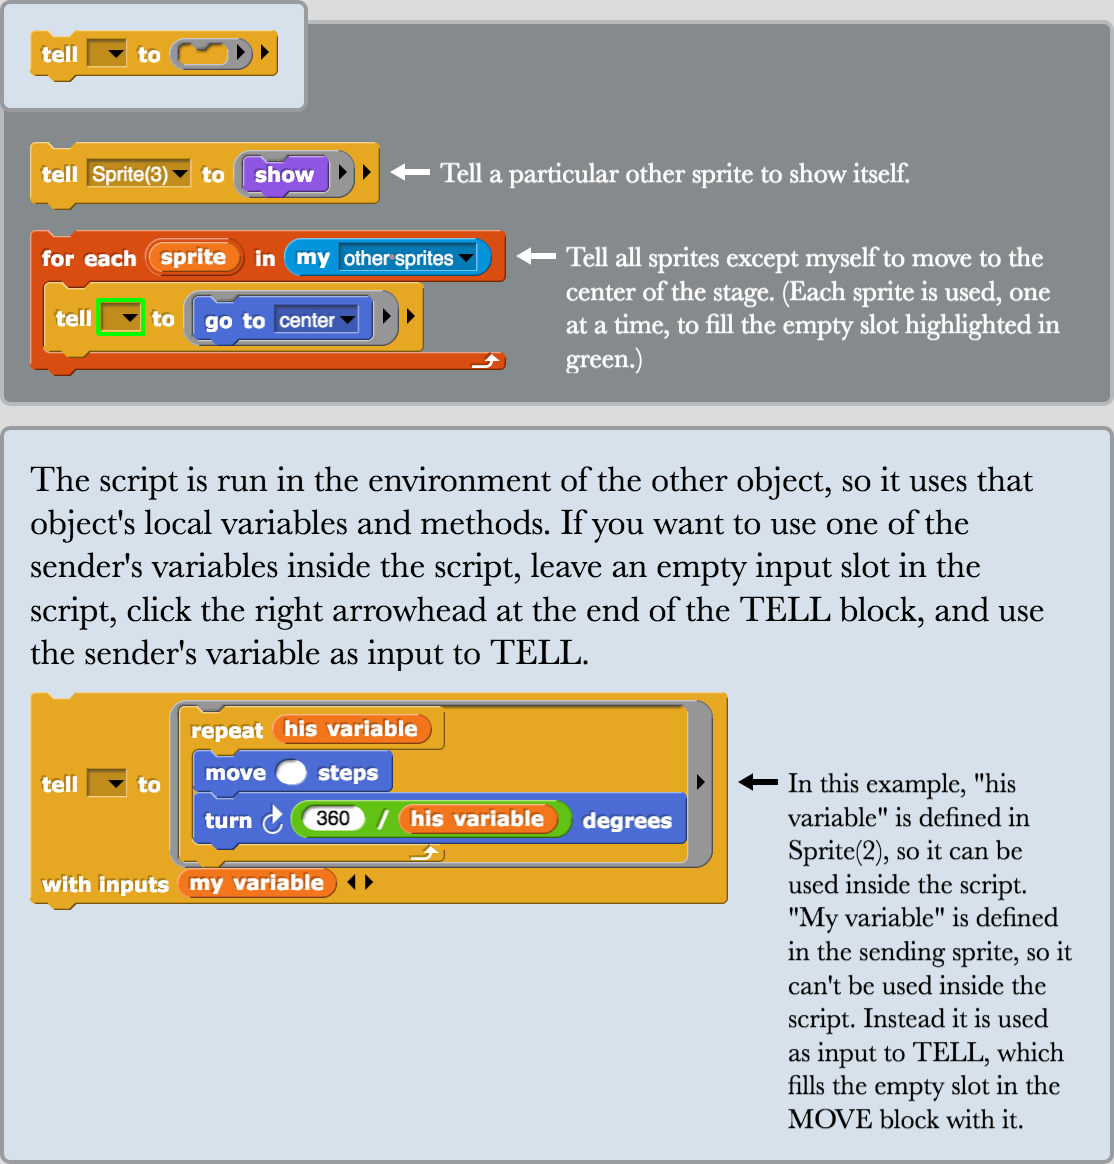 tell to
tell Sprite(3) to show
Tell a particular other sprite to show itself.
for each sprite in my other sprites
tell to go to center
Tell all sprites except myself to move to the
center of the stage. (Each sprite is used, one
at a time, to fill the empty slot highlighted in
green.)
The script is run in the environment of the other object, so it uses that
object's local variables and methods. If you want to use one of the
sender's variables inside the script, leave an empty input slot in the
script, click the right arrowhead at the end of the TELL block, and use
the sender's variable as input to TELL.
repeat his variable
move steps
tell to
turn 360 / his variable degrees
with inputs my variable
In this example, "his
variable" is defined in
Sprite(2), so it can be
used inside the script.
"My variable" is defined
in the sending sprite, so it
can't be used inside the
script. Instead it is used
as input to TELL, which
fills the empty slot in the
MOVE block with it.